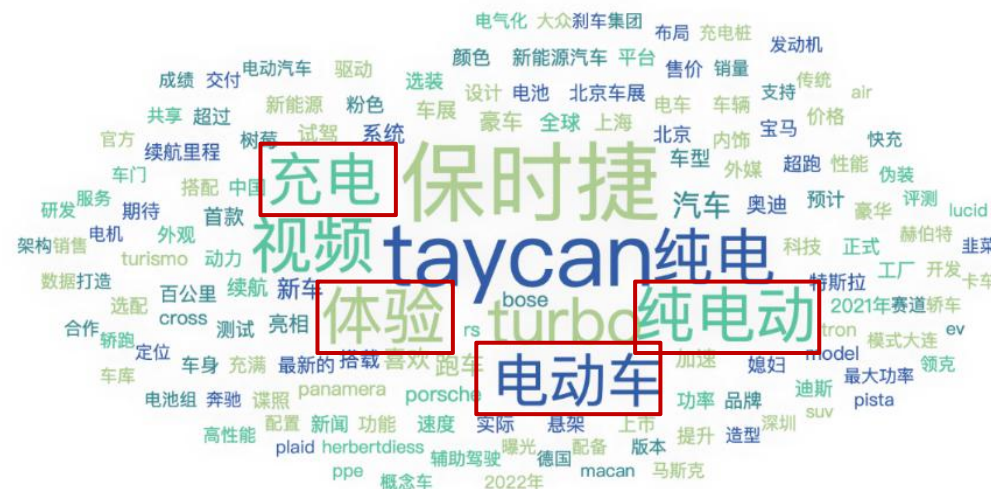 电气化 大众 刹车 集团 布局 充电桩 发动机
颜色 新能源汽车 平台 售价 销量
成绩 交付 电动汽车 驱动 选装 设计 电池 北京车展 电车 车辆 支持 传统 air
共享 超过 新能源 粉色 车展 豪车 全球 上海 北京 内饰 宝马 价格
官方 树莓 试驾 系统 保时捷 车型 外媒 超跑 性能 快充
续航里程 充电 伪装
车门 搭配 中国 汽车 奥迪 预计 豪华 评测 lucid
研发 服务 期待 首款 视频 taycan 纯电 科技 正式 赫伯特 韭菜
架构 销售 电机 外观 特斯拉 工厂 开发 卡车
数据 打造 turismo 动力 续航 新车 bose 2021年 赛道 轿车
选配 百公里 体验 turbo 纯电动 tron ev
合作 轿跑 cross 测试 亮相 rs 模式 大连
定位 车身 充满 最新的 搭载 喜欢 跑车 电动车 加速 媳妇 model 领克
车库 最大功率
电池组 奔驰 谍照 panamera porsche 功率 品牌 迪斯 suv pista
高性能 配置 新闻 功能 速度 实际 悬架 上市 提升 造型 深圳
plaid herbertdiess 辅助驾驶 曝光 配备 版本
ppe 概念车 德国 macan 马斯克
2022年